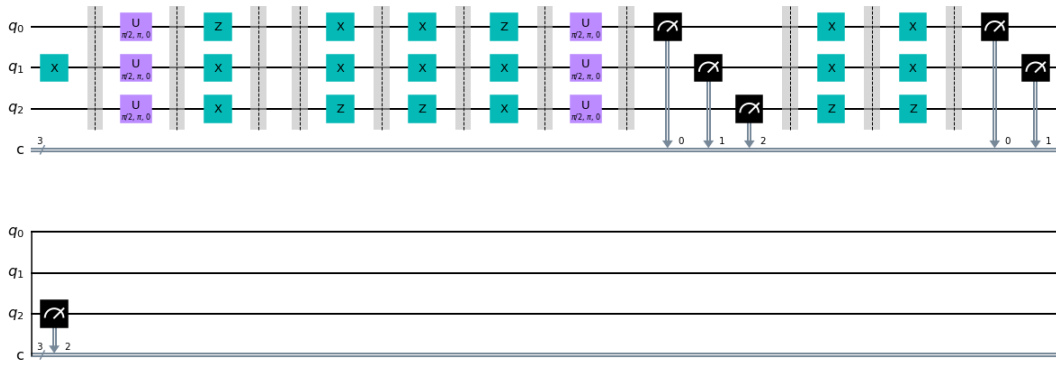 q0 U π/2, π, 0 Z X X Z U π/2, π, 0 X X
q1 X U π/2, π, 0 X X X X U π/2, π, 0 X X
q2 U π/2, π, 0 X Z Z X U π/2, π, 0 Z Z
c 3 0 1 2 0 1
q0
q1
q2
c 3 2